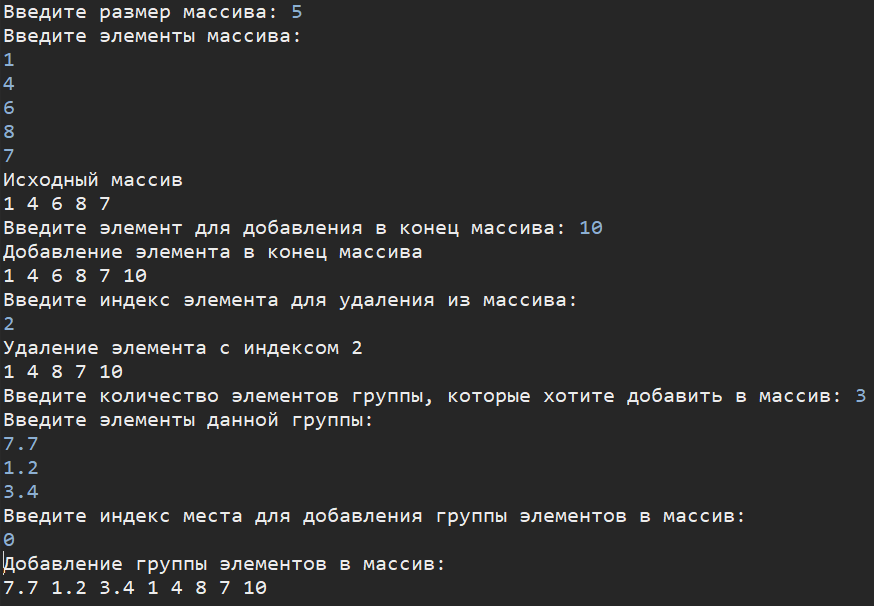 Введите размер массива: 5
Введите элементы массива:
1
4
6
8
7
Исходный массив
1 4 6 8 7
Введите элемент для добавления в конец массива: 10
Добавление элемента в конец массива
1 4 6 8 7 10
Введите индекс элемента для удаления из массива:
2
Удаление элемента с индексом 2
1 4 8 7 10
Введите количество элементов группы, которые хотите добавить в массив: 3
Введите элементы данной группы:
7.7
1.2
3.4
Введите индекс места для добавления группы элементов в массив:
0
Добавление группы элементов в массив:
7.7 1.2 3.4 1 4 8 7 10